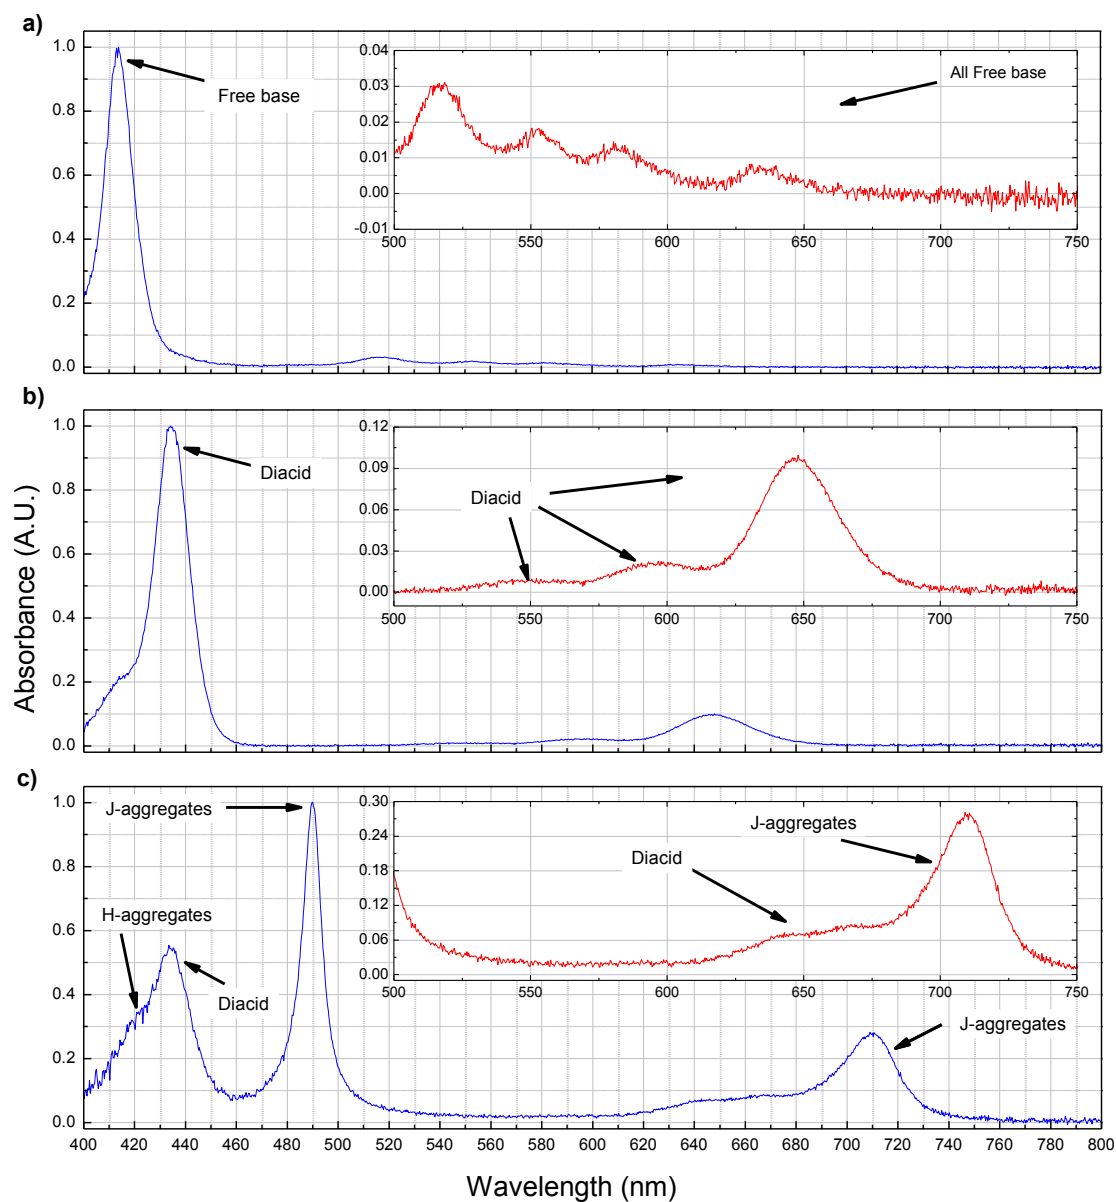 a)
1.0
0.8
0.6
0.4
0.2
0.0
Free base
0.04
0.03
0.02
0.01
0.00
-0.01
All Free base
500 550 600 650 700 750
b)
1.0
0.8
0.6
0.4
0.2
0.0
Diacid
0.12
0.09
0.06
0.03
0.00
Diacid
500 550 600 650 700 750
Absorbance (A.U.)
c)
1.0
0.8
0.6
0.4
0.2
0.0
J-aggregates
H-aggregates
Diacid
0.30
0.24
0.18
0.12
0.06
0.00
J-aggregates
Diacid
500 550 600 650 700 750
J-aggregates
400 420 440 460 480 500 520 540 560 580 600 620 640 660 680 700 720 740 760 780 800
Wavelength (nm)